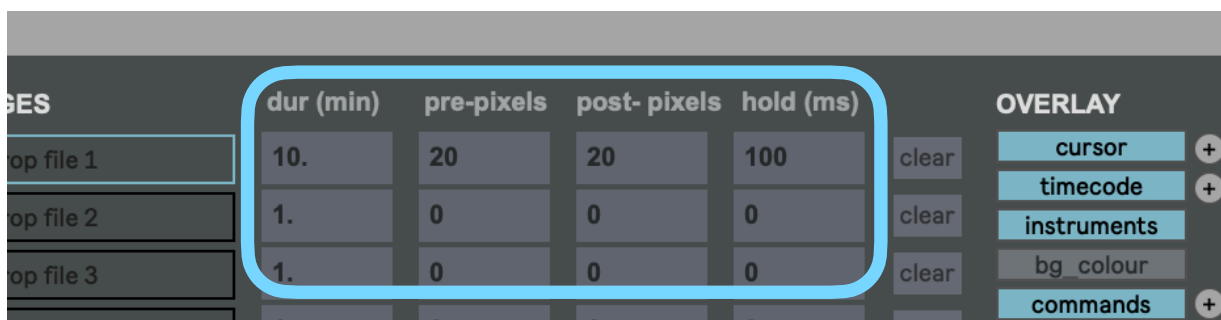 GES dur (min) pre-pixels post- pixels hold (ms) OVERLAY
rop file 1 10. 20 20 100 clear cursor +
timecode +
rop file 2 1. 0 0 0 clear instruments
rop file 3 1. 0 0 0 clear bg_colour
commands +